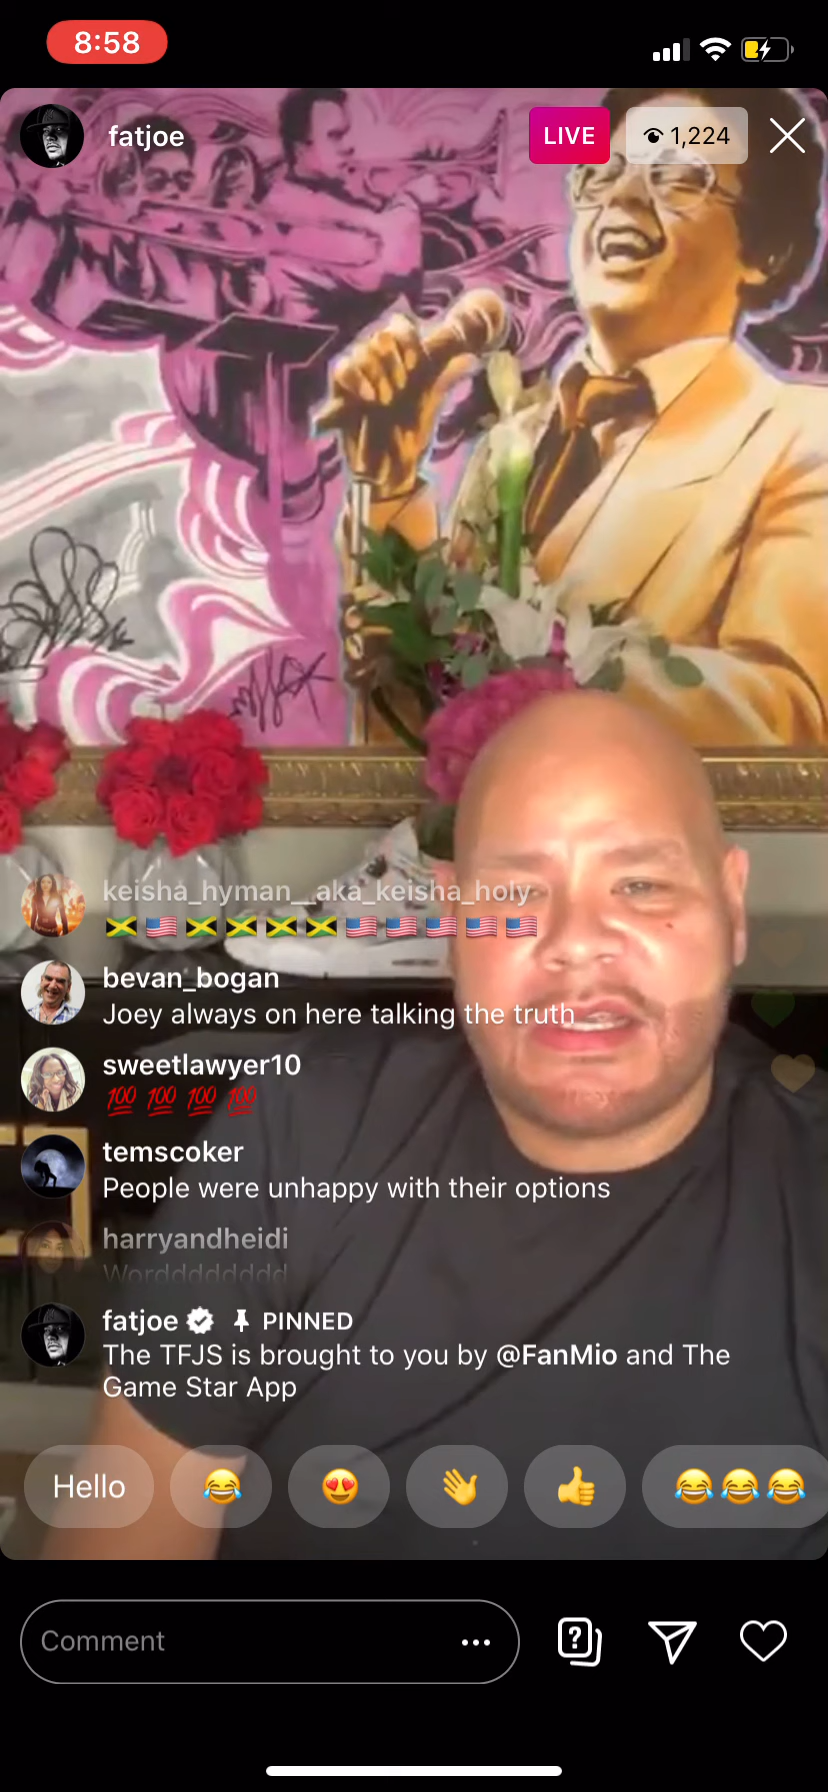 8:58
fatjoe
LIVE
1,224
keisha_hyman__aka_keisha_holy
🇯🇲🇺🇸🇯🇲🇯🇲🇯🇲🇯🇲🇺🇸🇺🇸🇺🇸🇺🇸🇺🇸
bevan_bogan
Joey always on here talking the truth
sweetlawyer10
💯💯💯💯
temscoker
People were unhappy with their options
harryandheidi
Wordddddddd
fatjoe PINNED
The TFJS is brought to you by @FanMio and The
Game Star App
Hello 😂 😍 👋 👍 😂😂😂
Comment